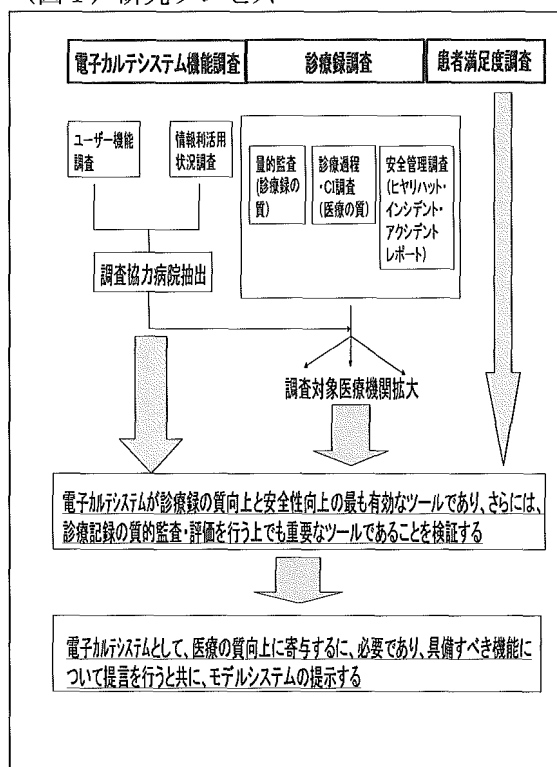 (図1) 研究プロセス
電子カルテシステム機能調査
診療録調査
患者満足度調査
ユーザー機能
調査
情報利活用
状況調査
量的監査
(診療録の
質)
診療過程
・CI調査
(医療の質)
安全管理調査
(ヒヤリハット・
インシデント・
アクシデント
レポート)
調査協力病院抽出
調査対象医療機関拡大
電子カルテシステムが診療録の質向上と安全性向上の最も有効なツールであり、さらには、
診療記録の質的監査・評価を行う上でも重要なツールであることを検証する
電子カルテシステムとして、医療の質向上に寄与するに、必要であり、具備すべき機能に
ついて提言を行うと共に、モデルシステムの提示する